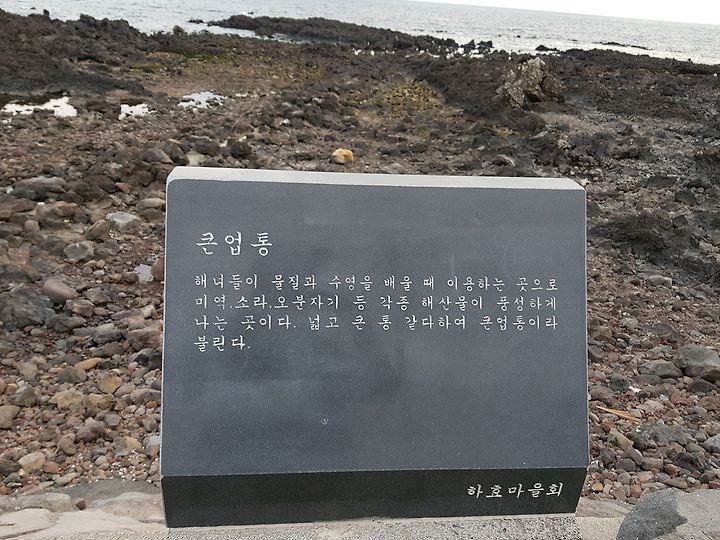 큰업통
해녀들이 물질과 수영을 배울 때 이용하는 곳으로
미역.소라.오분자기 등 각종 해산물이 풍성하게
나는 곳이다. 넓고 큰 통 같다하여 큰업통이라
불린다.
하효마을회